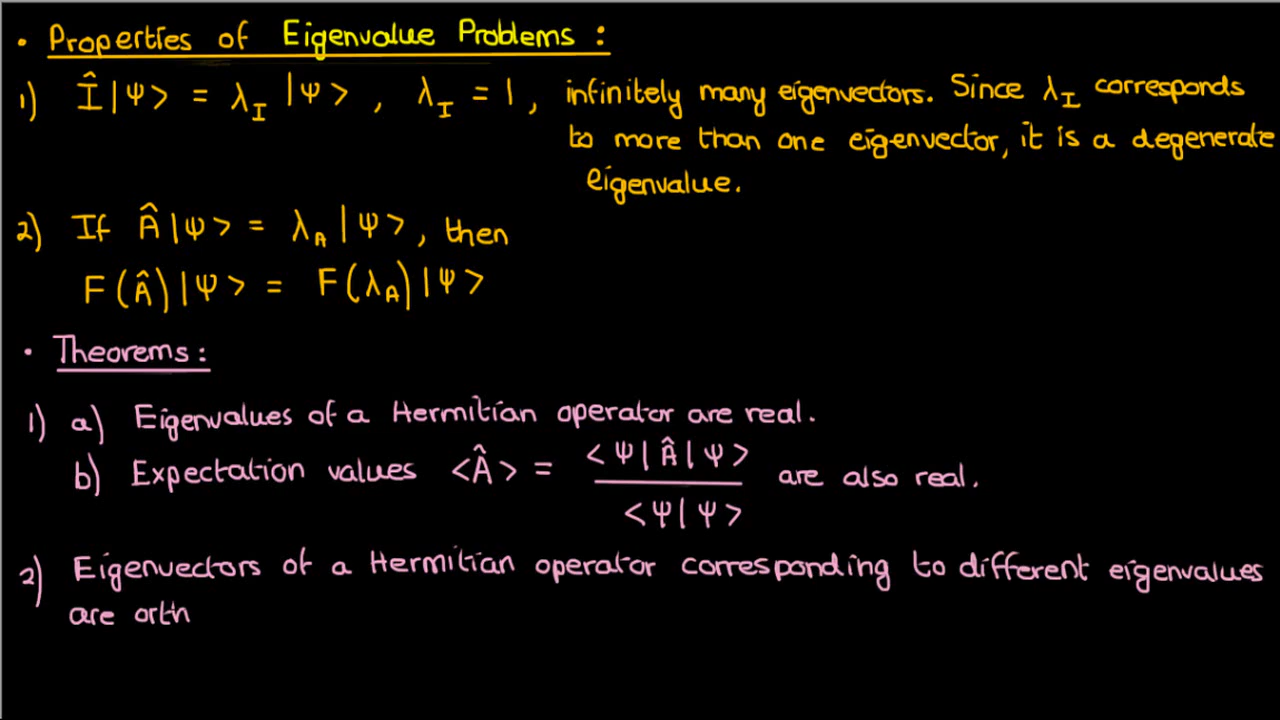 • Properties of Eigenvalue Problems :
1) Î|Ψ> = λ_I |Ψ> , λ_I = 1, infinitely many eigenvectors. Since λ_I corresponds
to more than one eigenvector, it is a degenerate
eigenvalue.
2) If Â|Ψ> = λ_A |Ψ>, then
F(Â)|Ψ> = F(λ_A)|Ψ>
• Theorems :
1) a) Eigenvalues of a Hermitian operator are real.
b) Expectation values <Â> = <Ψ|Â|Ψ> / <Ψ|Ψ> are also real.
2) Eigenvectors of a Hermitian operator corresponding to different eigenvalues
are orth